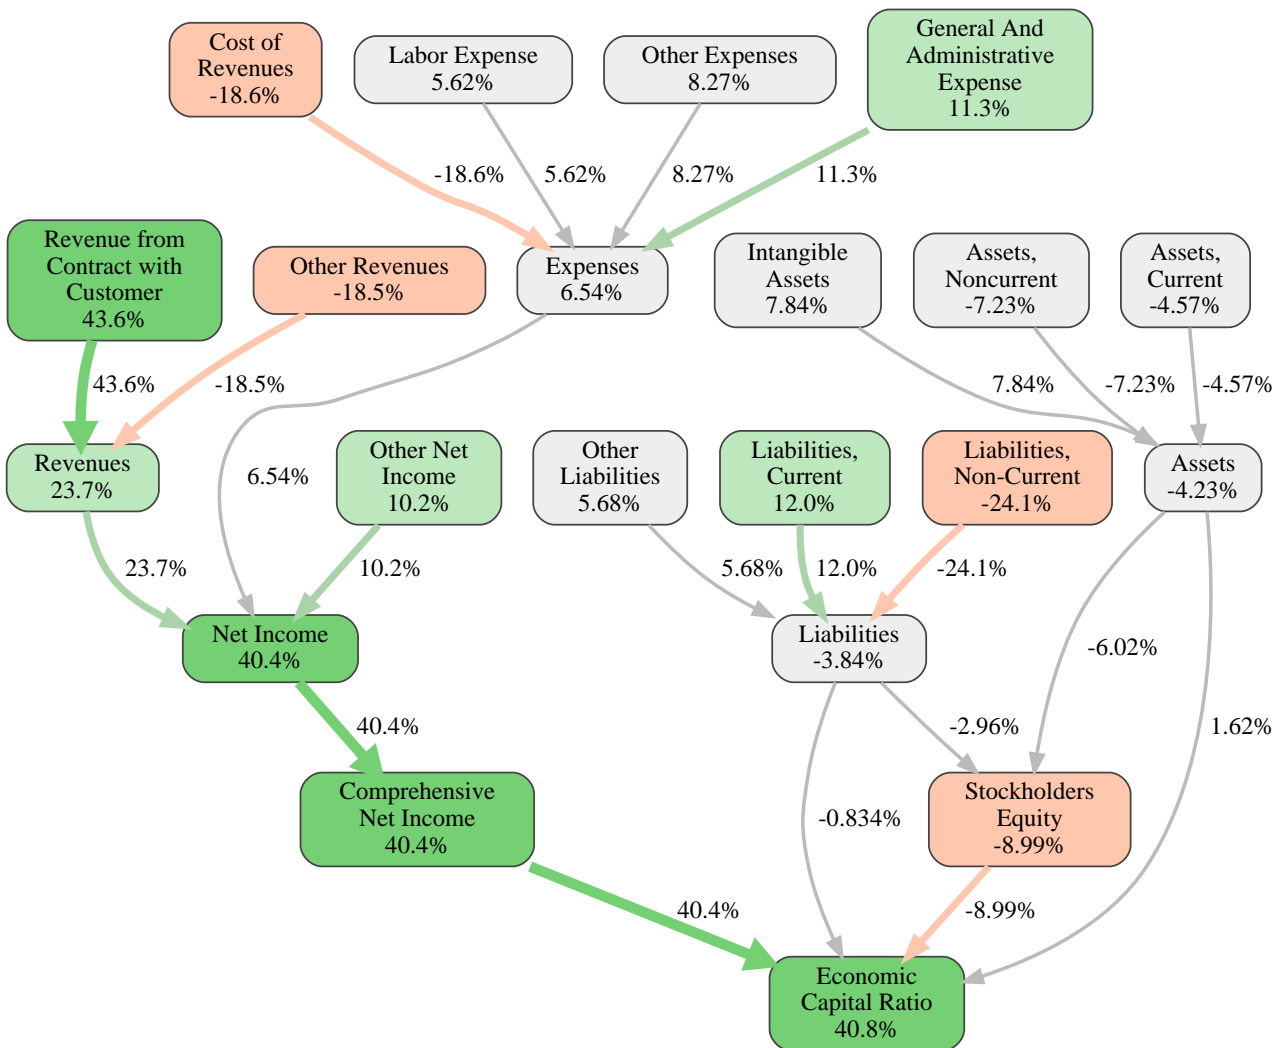 Cost of
Revenues
-18.6%
Labor Expense
5.62%
Other Expenses
8.27%
General And
Administrative
Expense
11.3%
-18.6%
5.62%
8.27%
11.3%
Revenue from
Contract with
Customer
43.6%
Other Revenues
-18.5%
Expenses
6.54%
Intangible
Assets
7.84%
Assets,
Noncurrent
-7.23%
Assets,
Current
-4.57%
43.6%
-18.5%
7.84%
-7.23%
-4.57%
Revenues
23.7%
6.54%
Other Net
Income
10.2%
Other
Liabilities
5.68%
Liabilities,
Current
12.0%
Liabilities,
Non-Current
-24.1%
Assets
-4.23%
23.7%
10.2%
5.68%
12.0%
-24.1%
Net Income
40.4%
Liabilities
-3.84%
-6.02%
40.4%
-2.96%
1.62%
Comprehensive
Net Income
40.4%
-0.834%
Stockholders
Equity
-8.99%
40.4%
-8.99%
Economic
Capital Ratio
40.8%